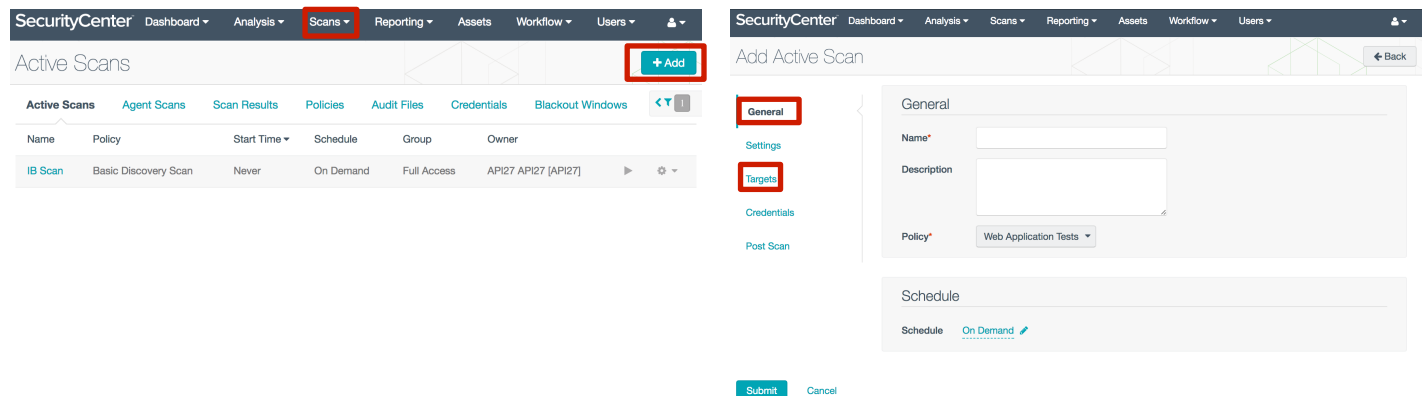 SecurityCenter Dashboard Analysis Scans Reporting Assets Workflow Users
Active Scans + Add
Active Scans Agent Scans Scan Results Policies Audit Files Credentials Blackout Windows 1
Name Policy Start Time Schedule Group Owner
IB Scan Basic Discovery Scan Never On Demand Full Access API27 API27 [API27]
SecurityCenter Dashboard Analysis Scans Reporting Assets Workflow Users
Add Active Scan Back
General
Settings
Targets
Credentials
Post Scan
General
Name*
Description
Policy* Web Application Tests
Schedule
Schedule On Demand
Submit Cancel